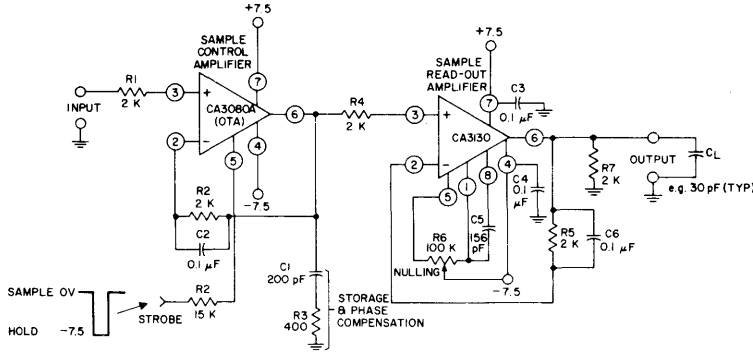 +7.5
+7.5
SAMPLE
CONTROL
AMPLIFIER
SAMPLE
READ-OUT
AMPLIFIER
R1
2 K
INPUT
3
+
CA3080A
(OTA)
7
6
2
−
5
4
−7.5
R4
2 K
3
+
CA3130
7
C3
0.1 µF
6
2
−
5
1
8
4
C4
0.1
µF
R7
2 K
OUTPUT
CL
e.g. 30 pF (TYP)
R2
2 K
C2
0.1 µF
R6
100 K
NULLING
C5
156
pF
−7.5
R5
2 K
C6
0.1 µF
C1
200 pF
R3
400
STORAGE
& PHASE
COMPENSATION
SAMPLE 0V
HOLD −7.5
STROBE
R2
15 K